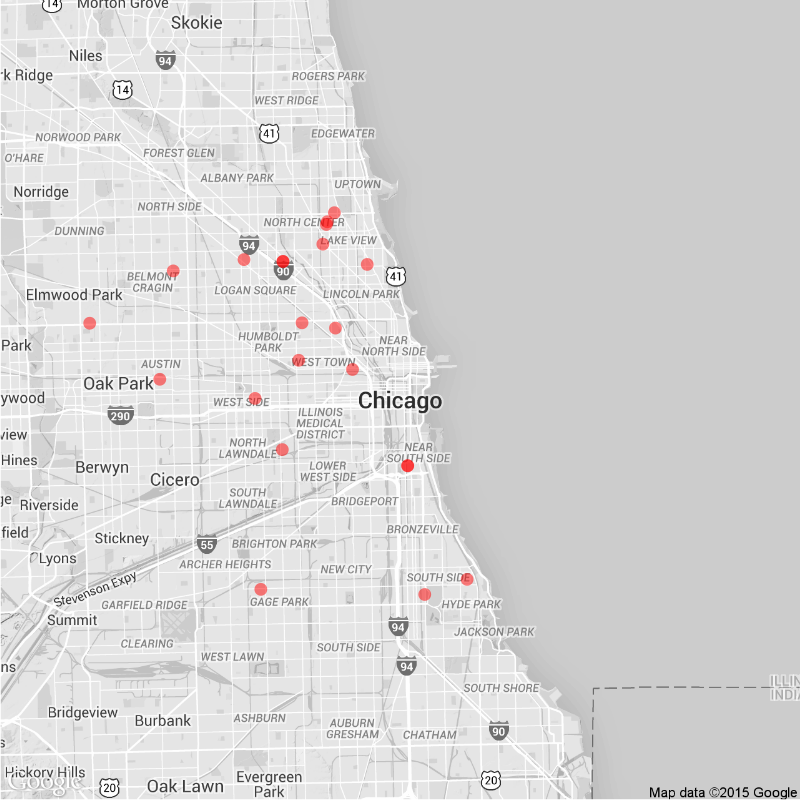 14
Morton Grove
Skokie
Niles
94
rk Ridge
ROGERS PARK
14
WEST RIDGE
41
EDGEWATER
NORWOOD PARK
O'HARE
FOREST GLEN
ALBANY PARK
UPTOWN
Norridge
NORTH SIDE
NORTH CENTER
DUNNING
94
LAKE VIEW
90
BELMONT
CRAGIN
41
LOGAN SQUARE
LINCOLN PARK
Elmwood Park
HUMBOLDT
PARK
NEAR
NORTH SIDE
Park
AUSTIN
WEST TOWN
Oak Park
ywood
WEST SIDE
Chicago
290
ILLINOIS
MEDICAL
DISTRICT
view
NORTH
LAWNDALE
NEAR
SOUTH SIDE
Hines
Berwyn
LOWER
WEST SIDE
Cicero
SOUTH
LAWNDALE
BRIDGEPORT
Riverside
field
Stickney
BRONZEVILLE
55
BRIGHTON PARK
Lyons
ARCHER HEIGHTS
NEW CITY
SOUTH SIDE
Stevenson Expy
GARFIELD RIDGE
GAGE PARK
HYDE PARK
Summit
94
JACKSON PARK
CLEARING
SOUTH SIDE
WEST LAWN
94
ns
SOUTH SHORE
ILLIN
INDIA
Bridgeview
Burbank
ASHBURN
AUBURN
GRESHAM
CHATHAM
90
Hickory Hills
Google
20
Oak Lawn
Evergreen
Park
20
Map data ©2015 Google